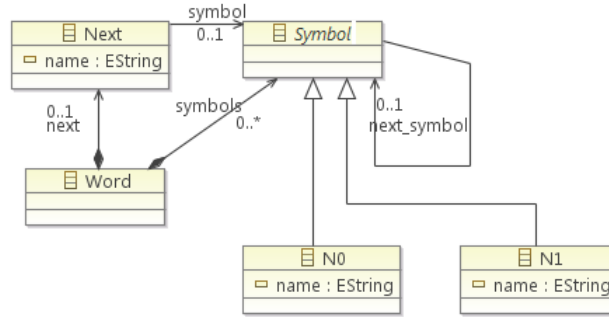 symbol
Next
Symbol
0..1
name : EString
symbols
0..1
0..1
0..*
next_symbol
next
Word
N0
N1
name : EString
name : EString